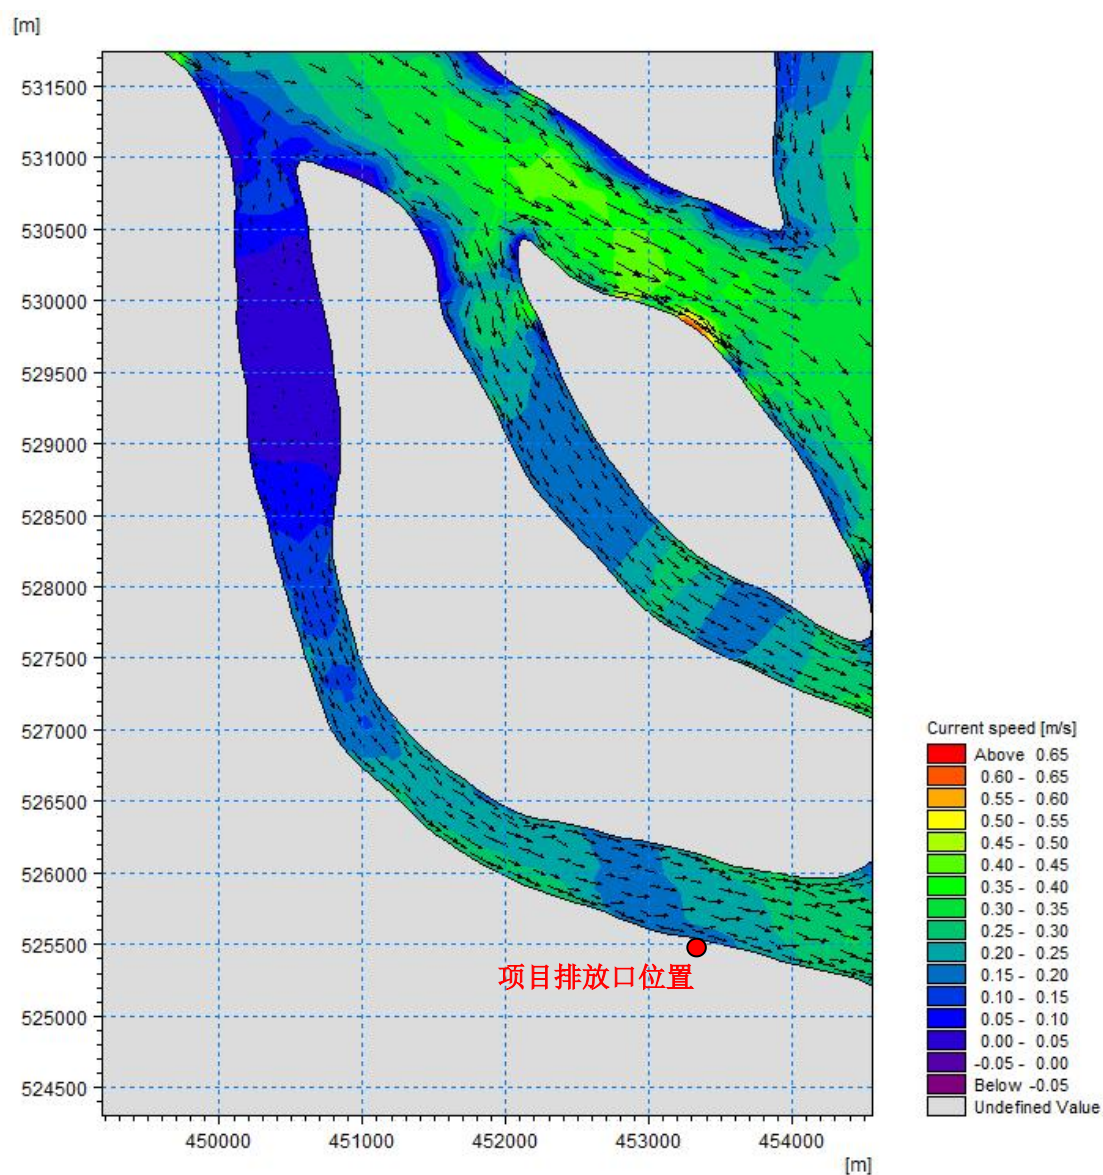 [m]
531500
531000
530500
530000
529500
529000
528500
528000
527500
527000
526500
526000
525500
525000
524500
450000 451000 452000 453000 454000
[m]
项目排放口位置
Current speed [m/s]
Above 0.65
0.60 - 0.65
0.55 - 0.60
0.50 - 0.55
0.45 - 0.50
0.40 - 0.45
0.35 - 0.40
0.30 - 0.35
0.25 - 0.30
0.20 - 0.25
0.15 - 0.20
0.10 - 0.15
0.05 - 0.10
0.00 - 0.05
-0.05 - 0.00
Below -0.05
Undefined Value